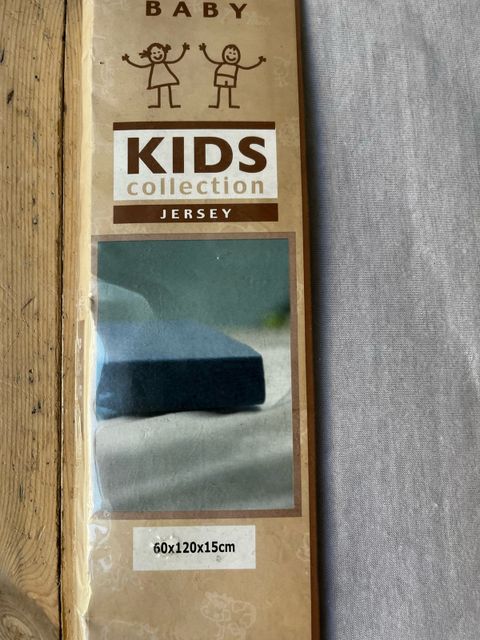 BABY
KIDS
collection
JERSEY
60x120x15cm